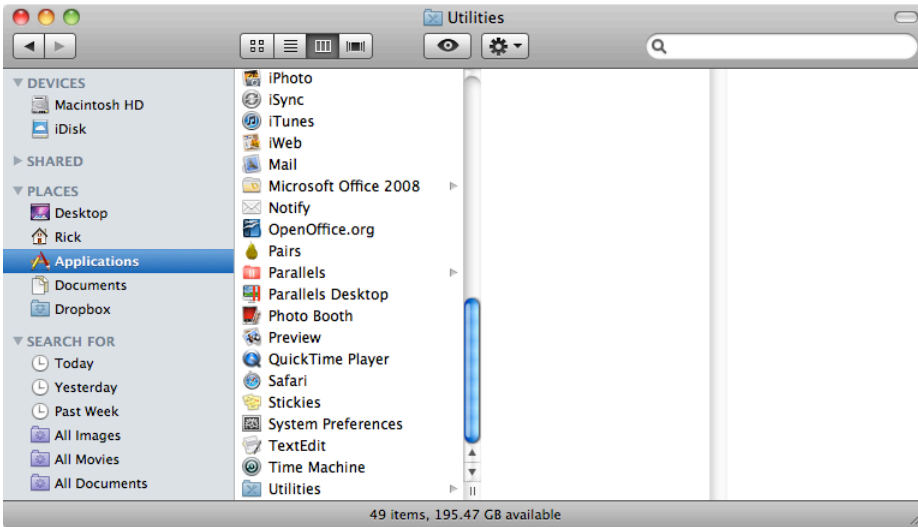 Utilities
DEVICES
Macintosh HD
iDisk
SHARED
PLACES
Desktop
Rick
Applications
Documents
Dropbox
SEARCH FOR
Today
Yesterday
Past Week
All Images
All Movies
All Documents
iPhoto
iSync
iTunes
iWeb
Mail
Microsoft Office 2008
Notify
OpenOffice.org
Pairs
Parallels
Parallels Desktop
Photo Booth
Preview
QuickTime Player
Safari
Stickies
System Preferences
TextEdit
Time Machine
Utilities
49 items, 195.47 GB available